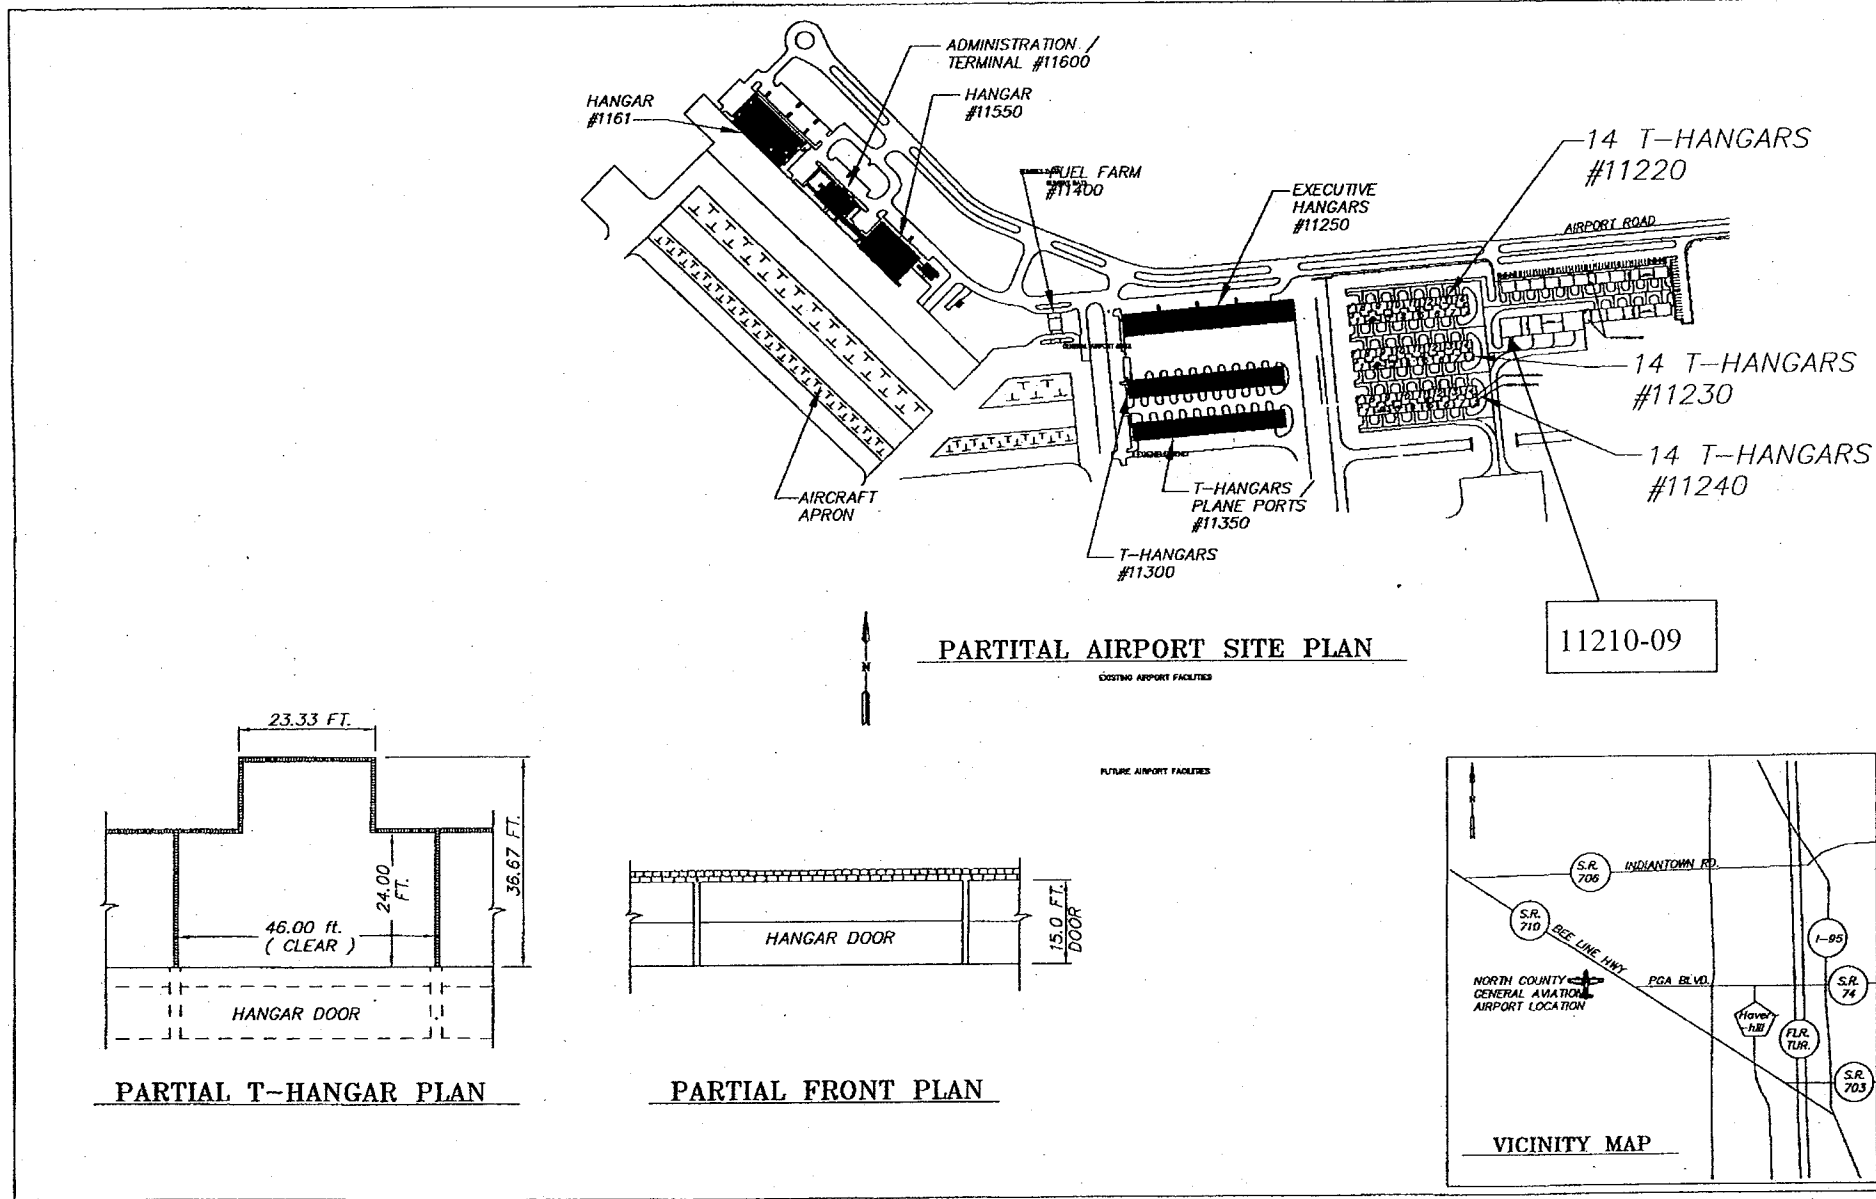 ADMINISTRATION /
TERMINAL #11600
HANGAR
#1161
HANGAR
#11550
FUEL FARM
#11400
EXECUTIVE
HANGARS
#11250
14 T-HANGARS
#11220
AIRPORT ROAD
14 T-HANGARS
#11230
14 T-HANGARS
#11240
AIRCRAFT
APRON
T-HANGARS /
PLANE PORTS
#11350
T-HANGARS
#11300
11210-09
N
PARTITAL AIRPORT SITE PLAN
EXISTING AIRPORT FACILITIES
FUTURE AIRPORT FACILITIES
23.33 FT.
36.67 FT.
24.00
FT.
46.00 ft.
( CLEAR )
HANGAR DOOR
PARTIAL T-HANGAR PLAN
HANGAR DOOR
15.0 FT.
DOOR
PARTIAL FRONT PLAN
N
S.R.
706
INDIANTOWN RD.
S.R.
710
BEE LINE HWY
I-95
NORTH COUNTY
GENERAL AVIATION
AIRPORT LOCATION
PGA BLVD.
S.R.
74
Haver
-hill
FLR.
TUR.
S.R.
703
VICINITY MAP